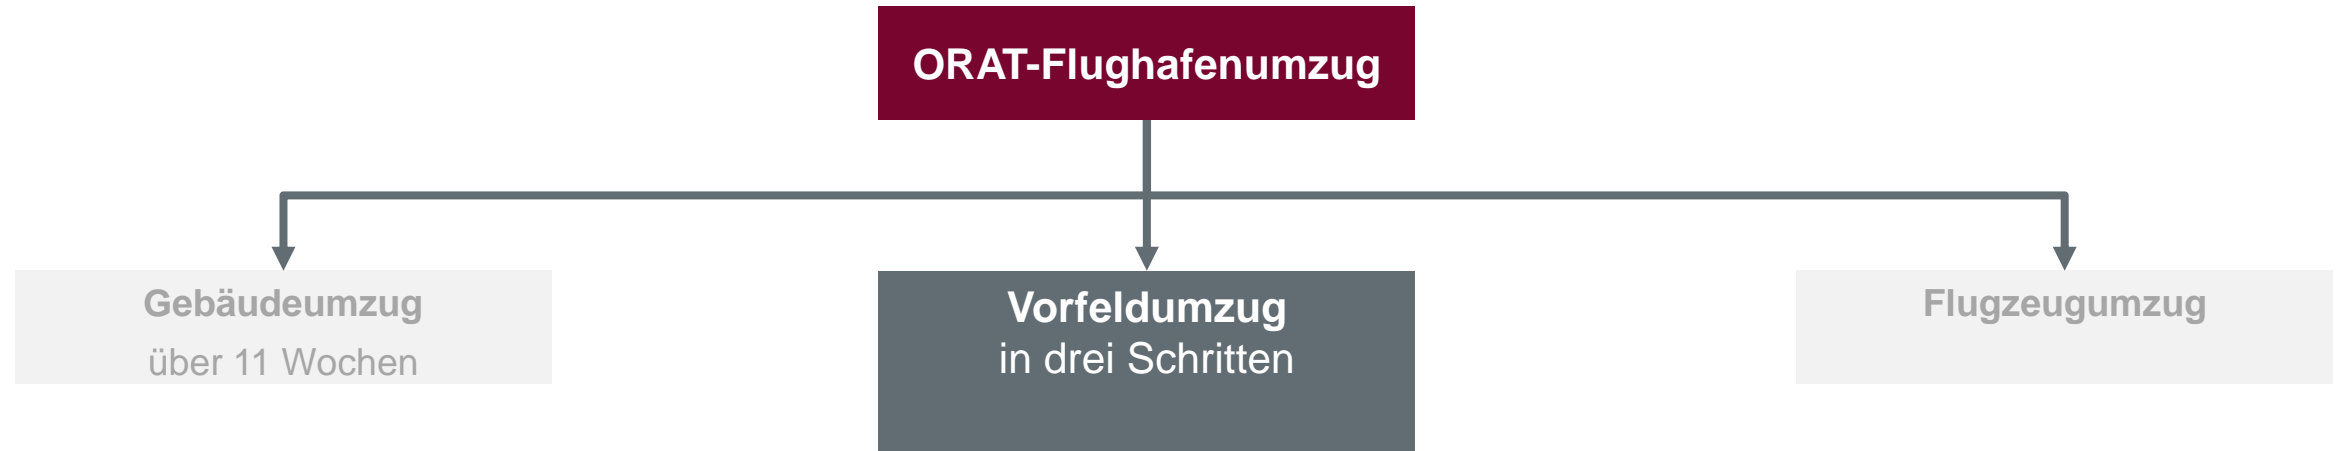 ORAT-Flughafenumzug
Gebäudeumzug
über 11 Wochen
Vorfeldumzug
in drei Schritten
Flugzeugumzug